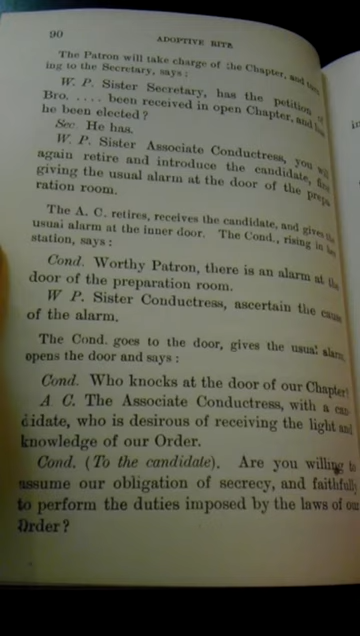 90 ADOPTIVE RITE
The Patron will take charge of the Chapter, and
ing to the Secretary, says :
W. P. Sister Secretary, has the petition of
Bro. .... been received in open Chapter, and has
he been elected ?
Sec. He has.
W. P. Sister Associate Conductress, you will
again retire and introduce the candidate, first
giving the usual alarm at the door of the prepa
ration room.
The A. C. retires, receives the candidate, and gives the
usual alarm at the inner door. The Cond., rising in her
station, says :
Cond. Worthy Patron, there is an alarm at the
door of the preparation room.
W P. Sister Conductress, ascertain the cause
of the alarm.
The Cond. goes to the door, gives the usual alarm,
opens the door and says :
Cond. Who knocks at the door of our Chapter?
A C. The Associate Conductress, with a can
didate, who is desirous of receiving the light and
knowledge of our Order.
Cond. (To the candidate). Are you willing to
assume our obligation of secrecy, and faithfully
to perform the duties imposed by the laws of our
Order ?